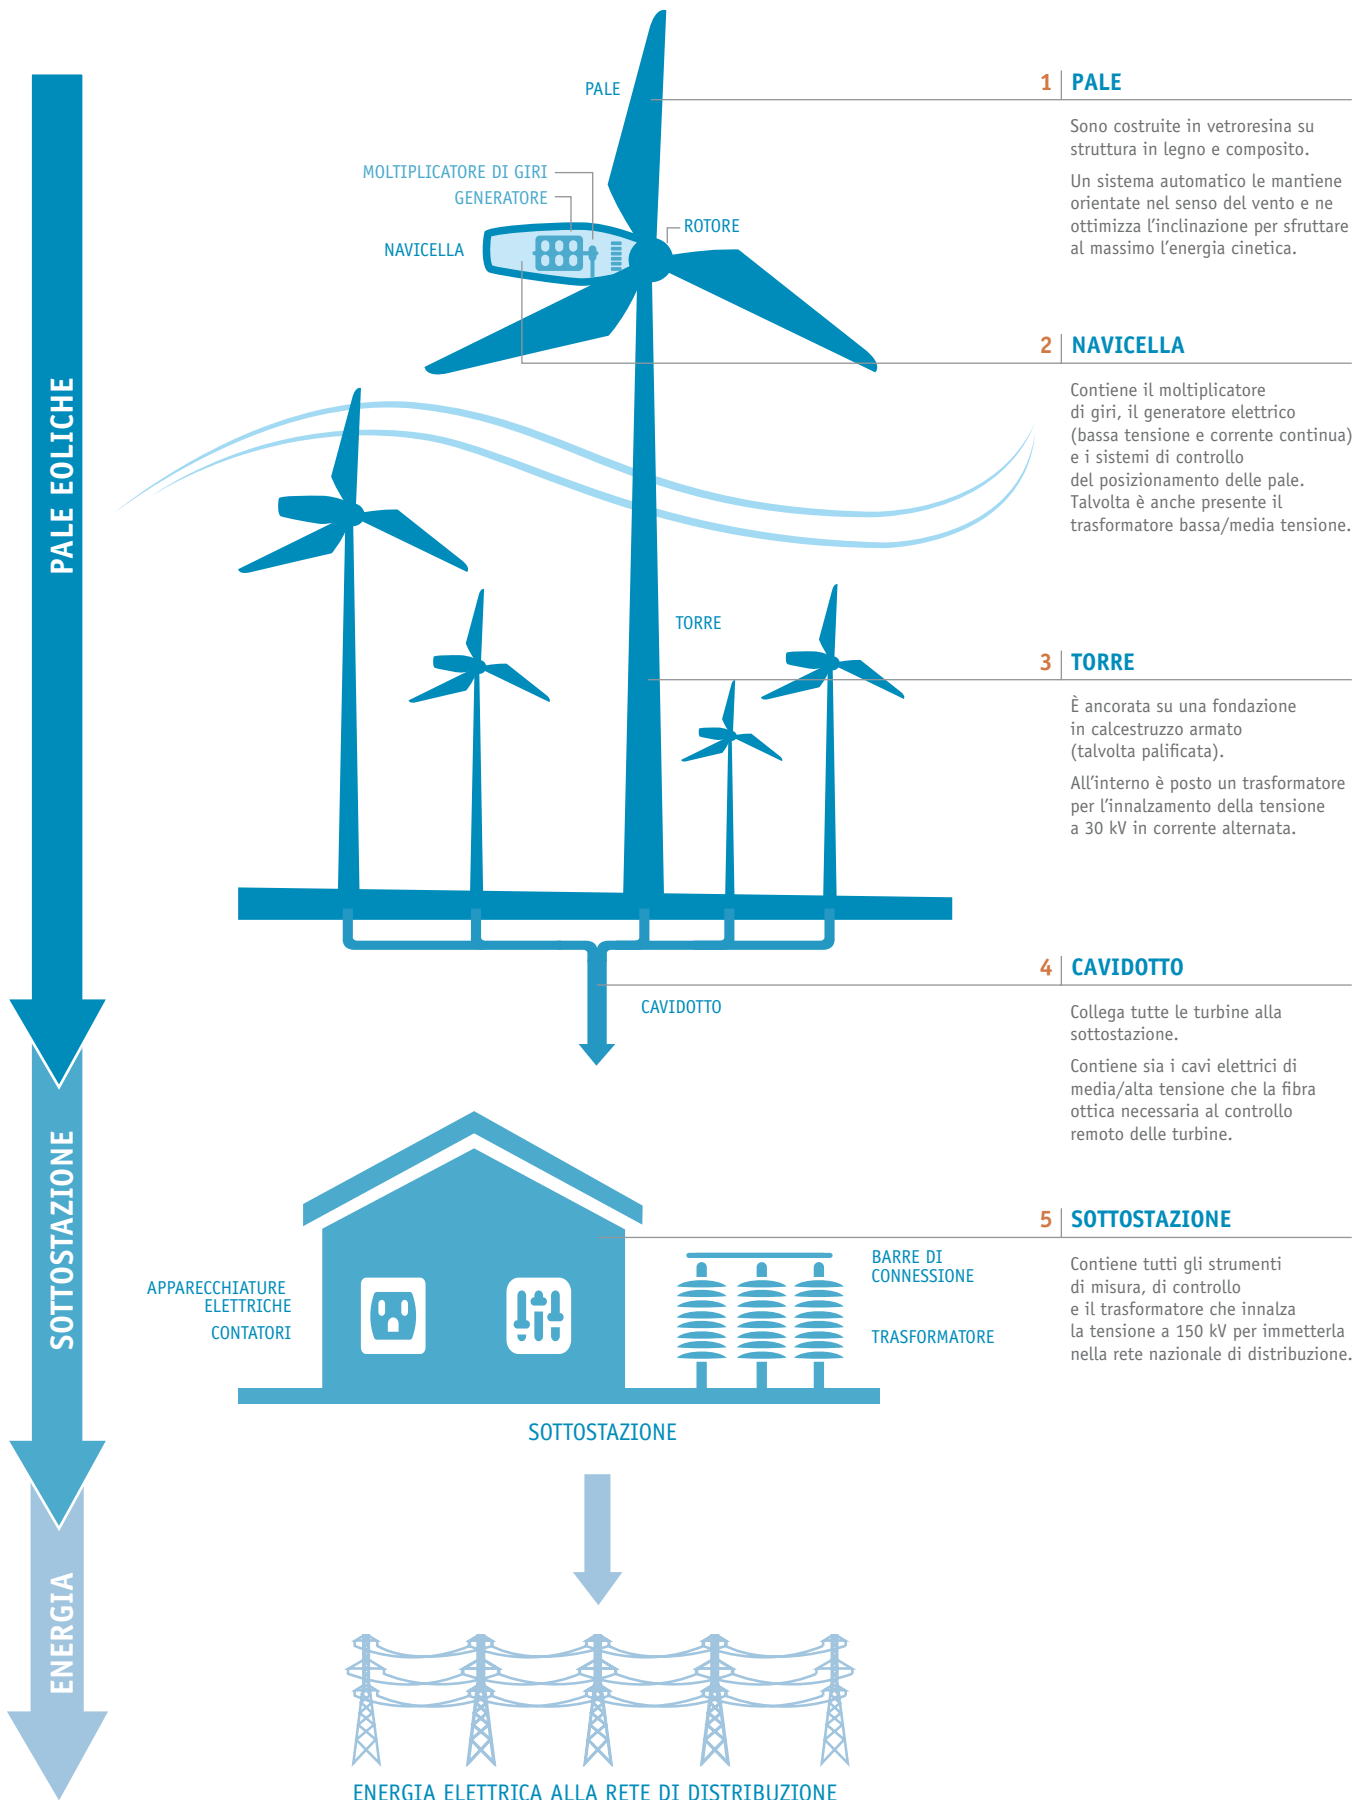 PALE EOLICHE
SOTTOSTAZIONE
ENERGIA
PALE
MOLTIPLICATORE DI GIRI
GENERATORE
NAVICELLA
ROTORE
TORRE
CAVIDOTTO
APPARECCHIATURE
ELETTRICHE
CONTATORI
BARRE DI
CONNESSIONE
TRASFORMATORE
SOTTOSTAZIONE
ENERGIA ELETTRICA ALLA RETE DI DISTRIBUZIONE
1 PALE
Sono costruite in vetroresina su
struttura in legno e composito.
Un sistema automatico le mantiene
orientate nel senso del vento e ne
ottimizza l'inclinazione per sfruttare
al massimo l'energia cinetica.
2 NAVICELLA
Contiene il moltiplicatore
di giri, il generatore elettrico
(bassa tensione e corrente continua)
e i sistemi di controllo
del posizionamento delle pale.
Talvolta è anche presente il
trasformatore bassa/media tensione.
3 TORRE
È ancorata su una fondazione
in calcestruzzo armato
(talvolta palificata).
All'interno è posto un trasformatore
per l'innalzamento della tensione
a 30 kV in corrente alternata.
4 CAVIDOTTO
Collega tutte le turbine alla
sottostazione.
Contiene sia i cavi elettrici di
media/alta tensione che la fibra
ottica necessaria al controllo
remoto delle turbine.
5 SOTTOSTAZIONE
Contiene tutti gli strumenti
di misura, di controllo
e il trasformatore che innalza
la tensione a 150 kV per immetterla
nella rete nazionale di distribuzione.